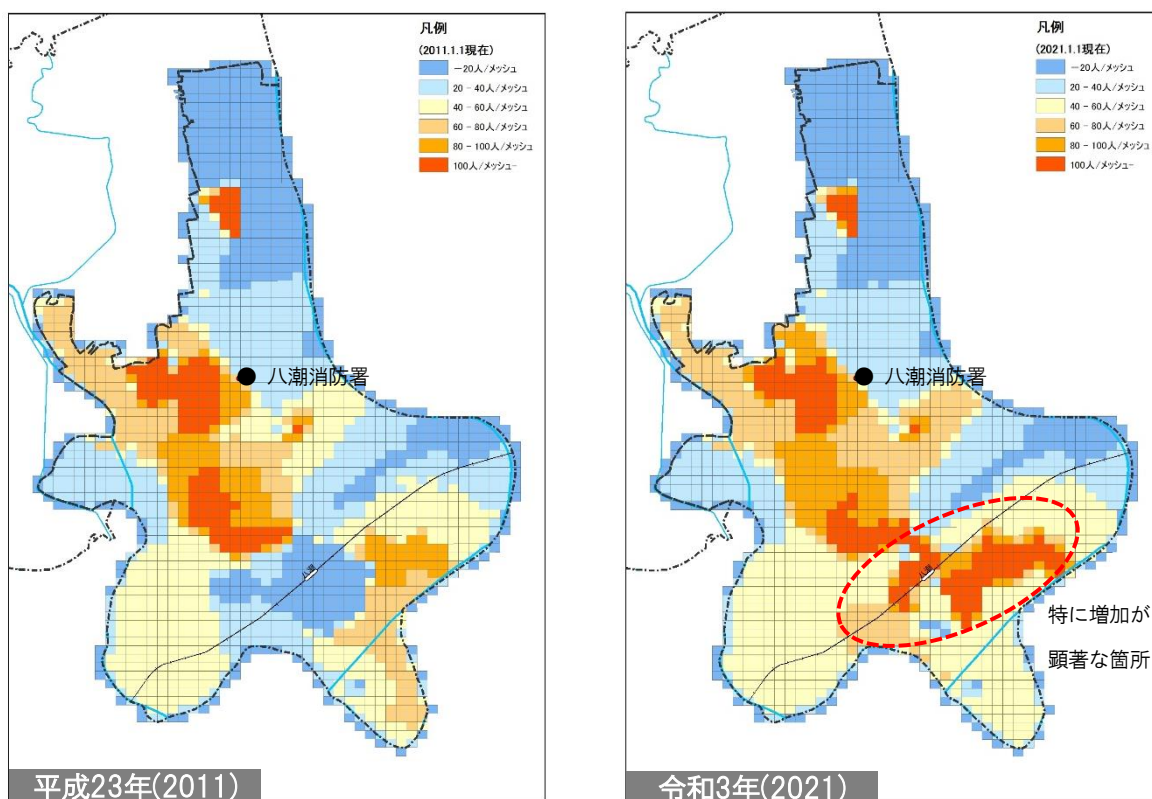 凡例
(2011.1.1現在)
-20人/メッシュ
20-40人/メッシュ
40-60人/メッシュ
60-80人/メッシュ
80-100人/メッシュ
100人/メッシュ-
八潮消防署
八潮
平成23年(2011)
凡例
(2021.1.1現在)
-20人/メッシュ
20-40人/メッシュ
40-60人/メッシュ
60-80人/メッシュ
80-100人/メッシュ
100人/メッシュ-
八潮消防署
八潮
特に増加が
顕著な箇所
令和3年(2021)